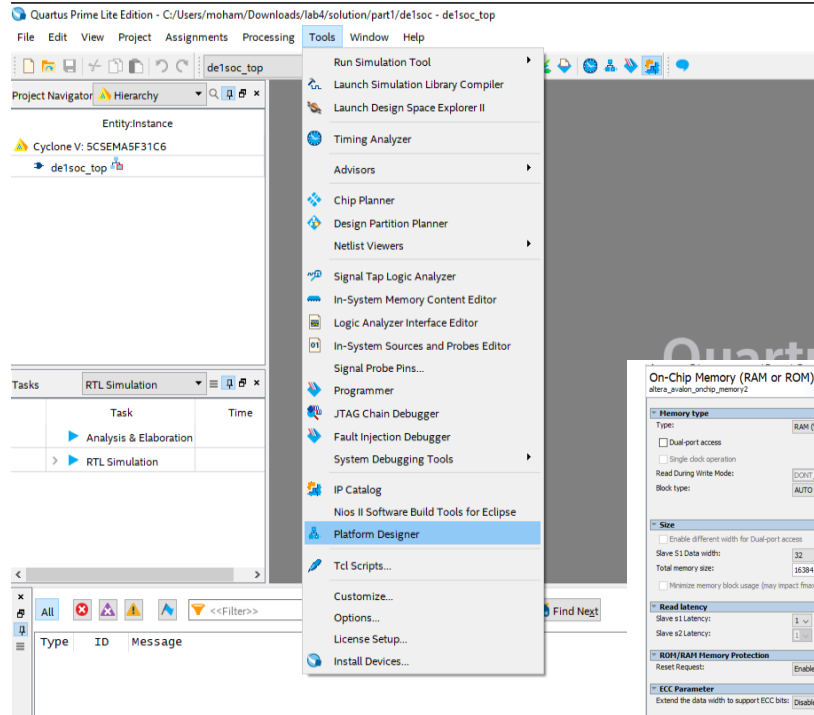 Quartus Prime Lite Edition - C:/Users/moham/Downloads/lab4/solution/part1/de1soc - de1soc_top
File Edit View Project Assignments Processing Tools Window Help
de1soc_top
Project Navigator Hierarchy
Entity:Instance
Cyclone V: 5CSEMA5F31C6
de1soc_top
Run Simulation Tool
Launch Simulation Library Compiler
Launch Design Space Explorer II
Timing Analyzer
Advisors
Chip Planner
Design Partition Planner
Netlist Viewers
Signal Tap Logic Analyzer
In-System Memory Content Editor
Logic Analyzer Interface Editor
In-System Sources and Probes Editor
Signal Probe Pins...
Programmer
JTAG Chain Debugger
Fault Injection Debugger
System Debugging Tools
IP Catalog
Nios II Software Build Tools for Eclipse
Platform Designer
Tcl Scripts...
Customize...
Options...
License Setup...
Install Devices...
Tasks RTL Simulation
Task Time
Analysis & Elaboration
RTL Simulation
All <<Filter>> Find Next
Type ID Message
On-Chip Memory (RAM or ROM)
altera_avalon_onchip_memory2
Memory type
Type: RAM
Dual-port access
Single clock operation
Read During Write Mode: DONT
Block type: AUTO
Size
Enable different width for Dual-port access
Slave S1 Data width: 32
Total memory size: 16384
Minimize memory block usage (may impact fmax
Read latency
Slave s1 Latency: 1
Slave s2 Latency: 1
ROM/RAM Memory Protection
Reset Request: Enable
ECC Parameter
Extend the data width to support ECC bits: Disable